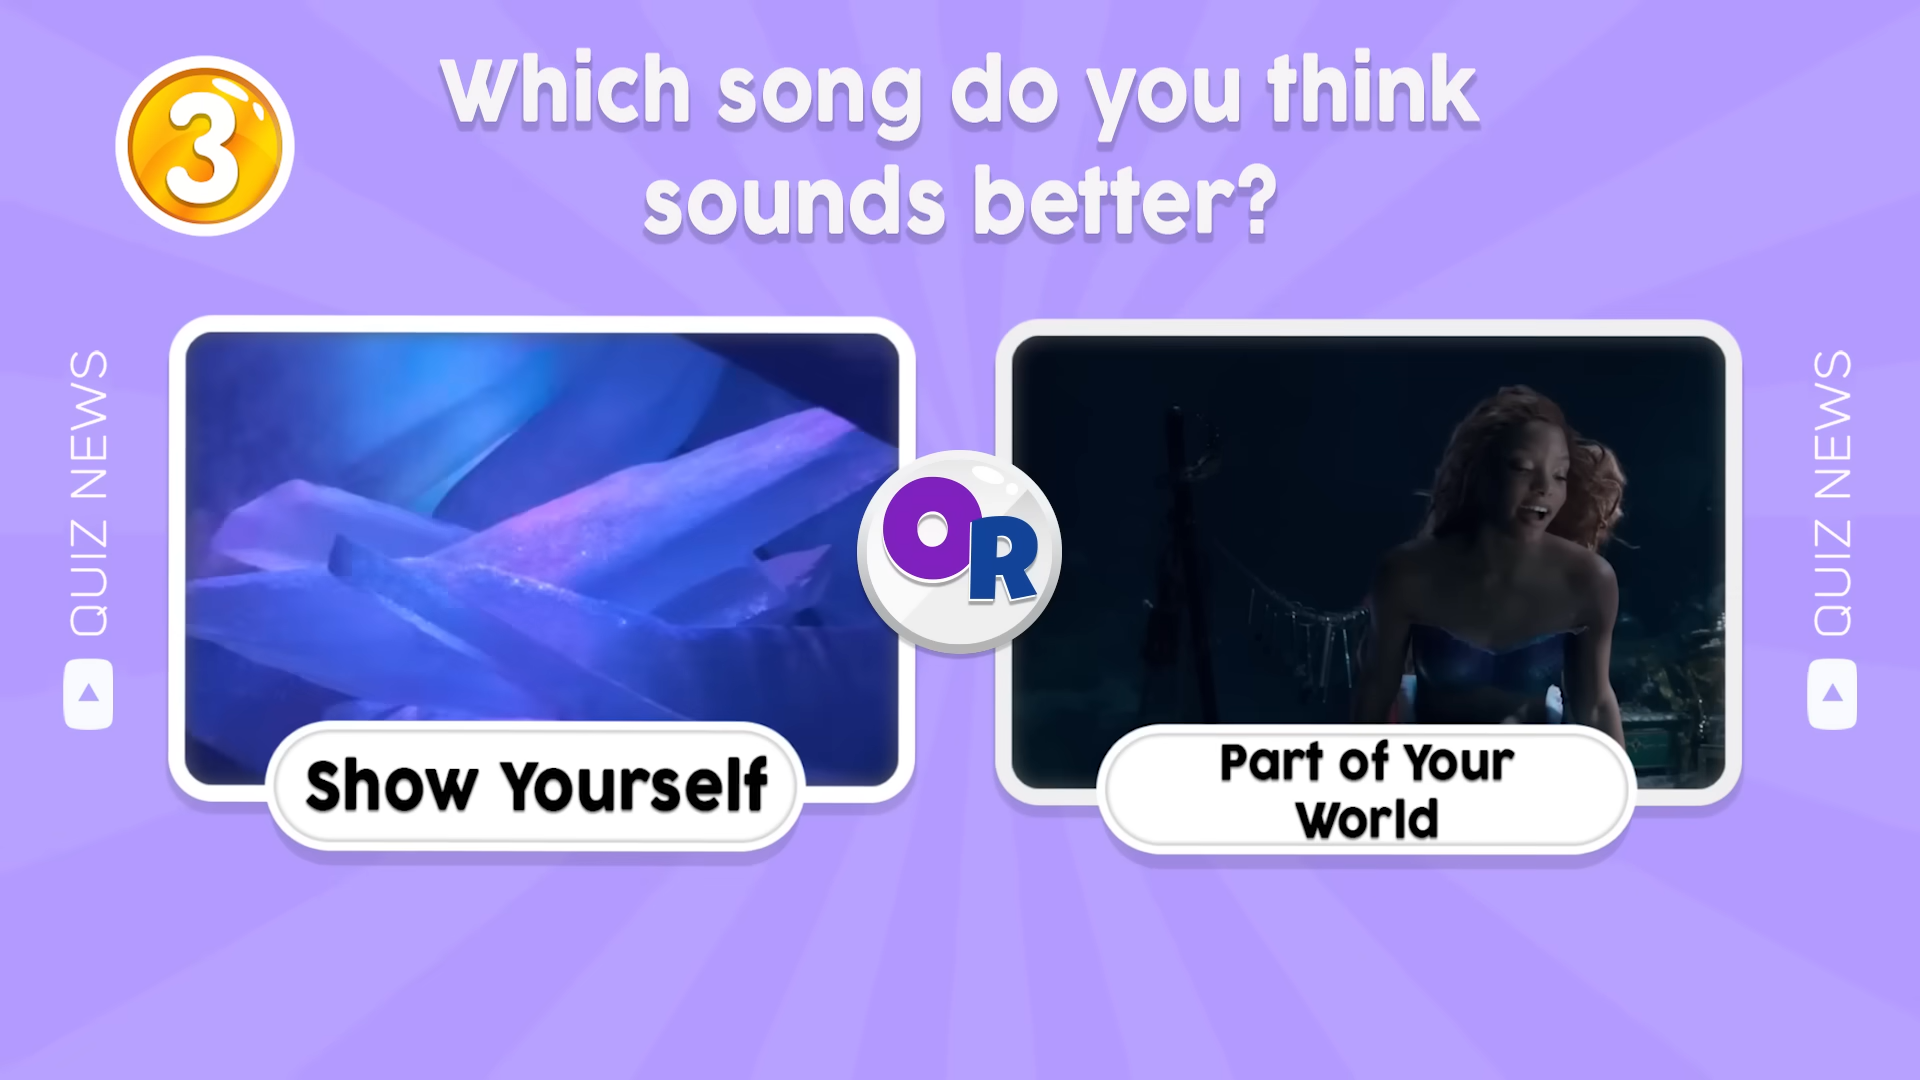 3
Which song do you think
sounds better?
QUIZ NEWS
OR
QUIZ NEWS
Show Yourself
Part of Your
World